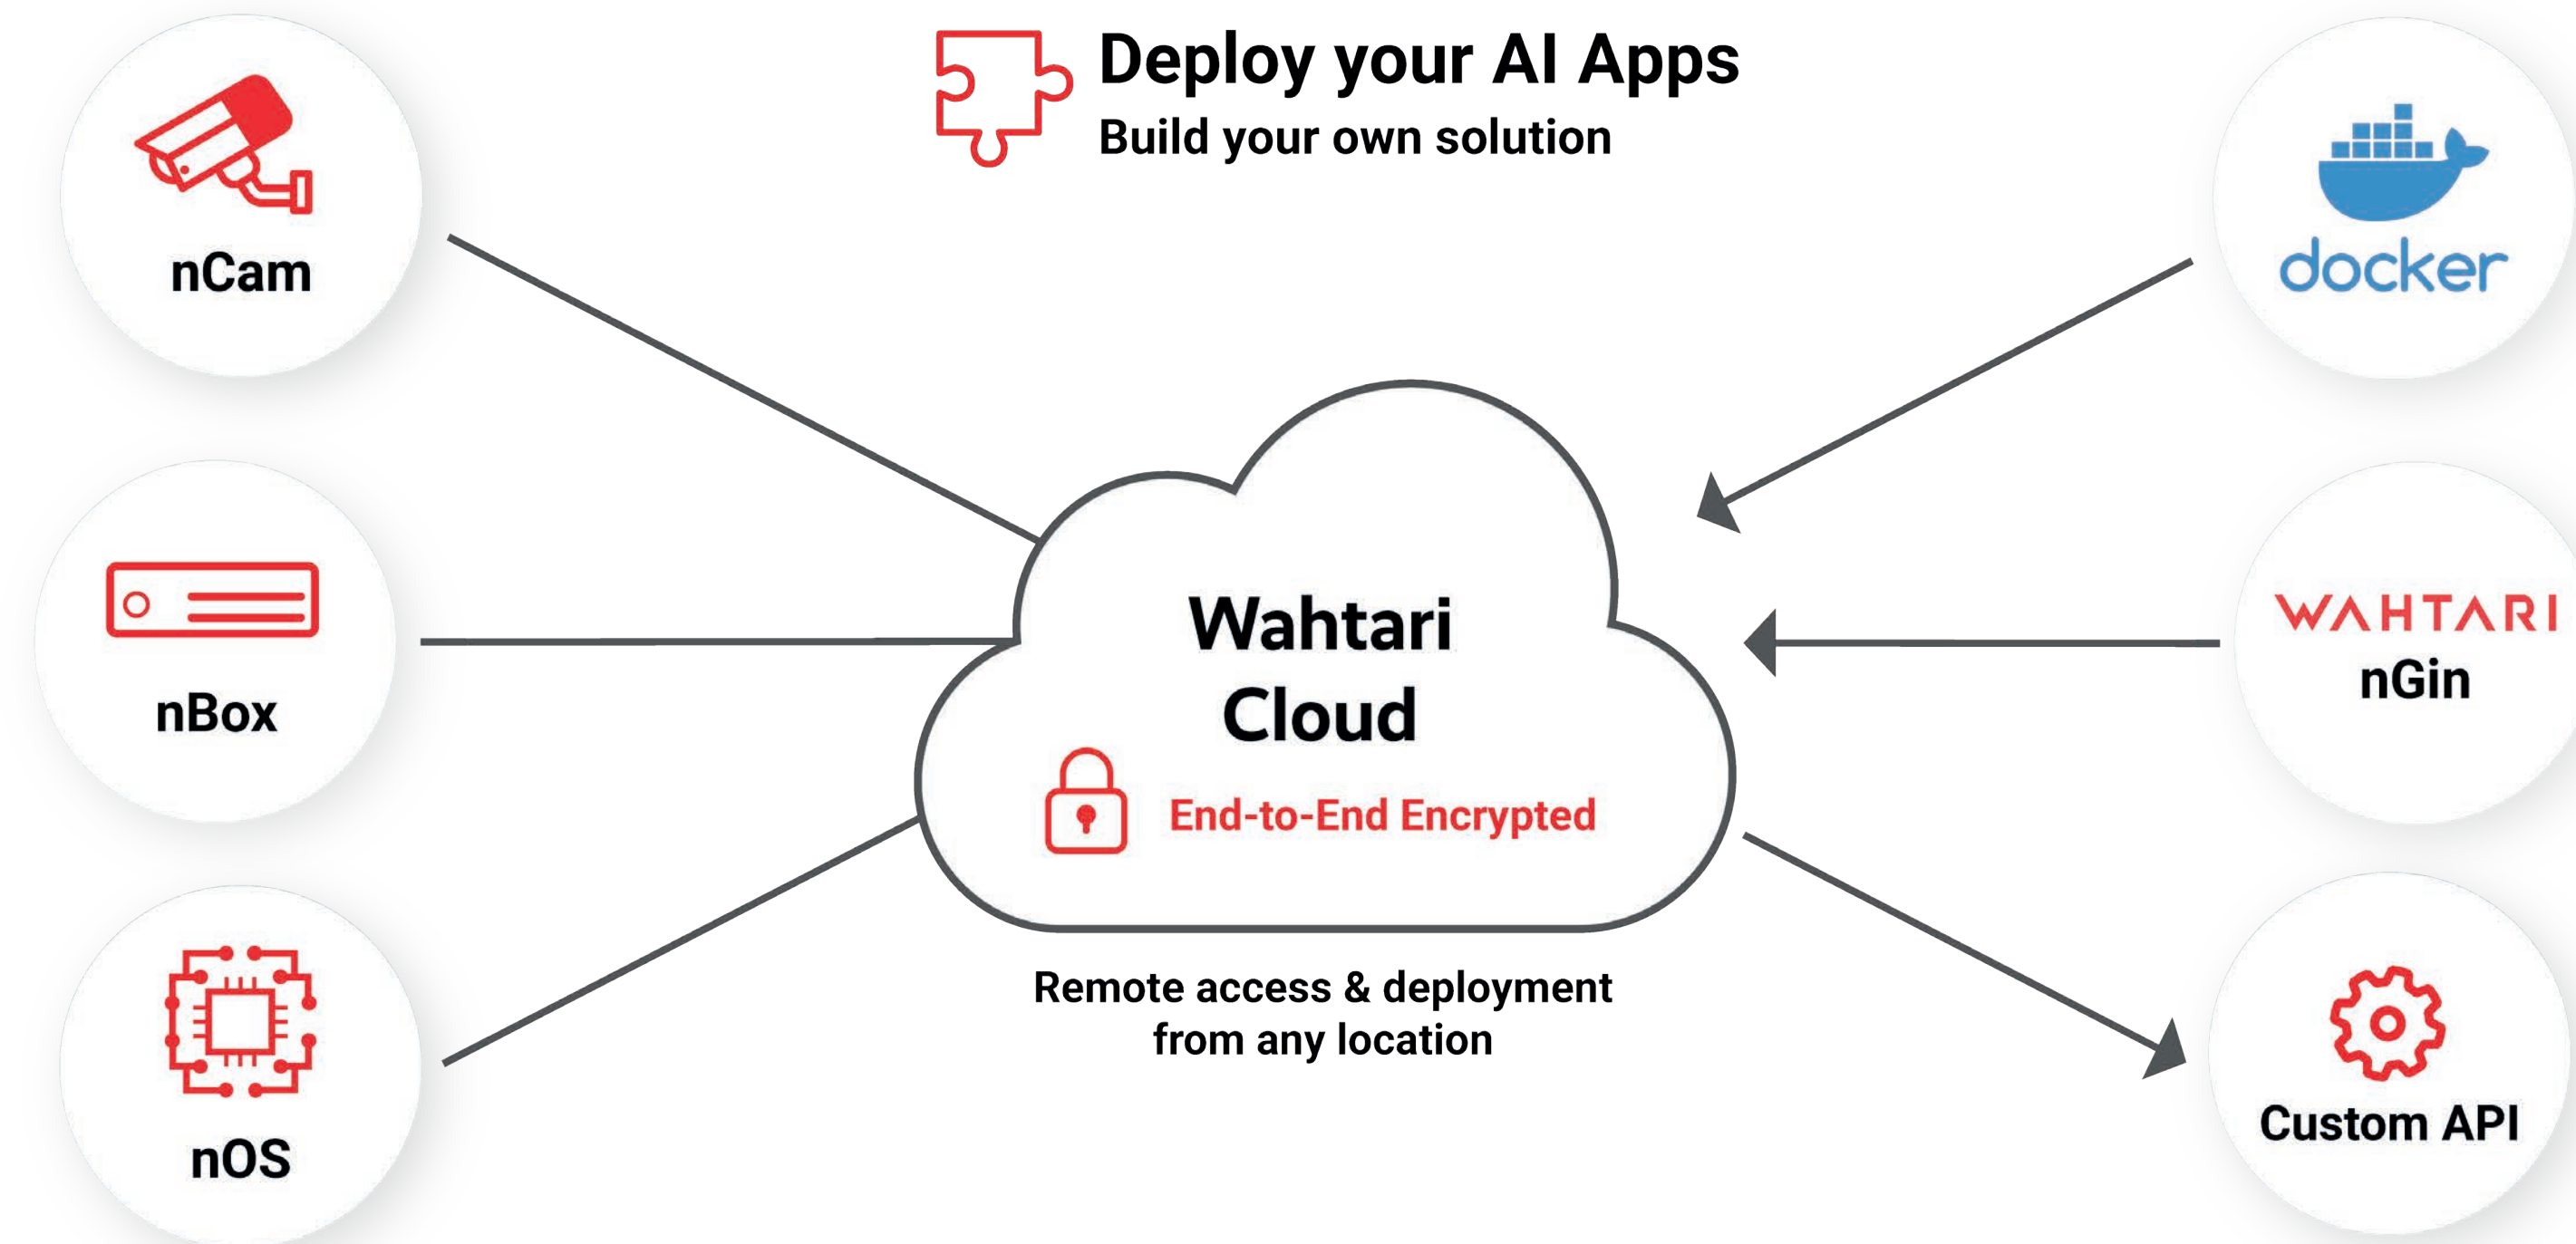 Deploy your AI Apps
Build your own solution
nCam
docker
nBox
Wahtari
Cloud
End-to-End Encrypted
WAHTARI
nGin
nOS
Remote access & deployment
from any location
Custom API